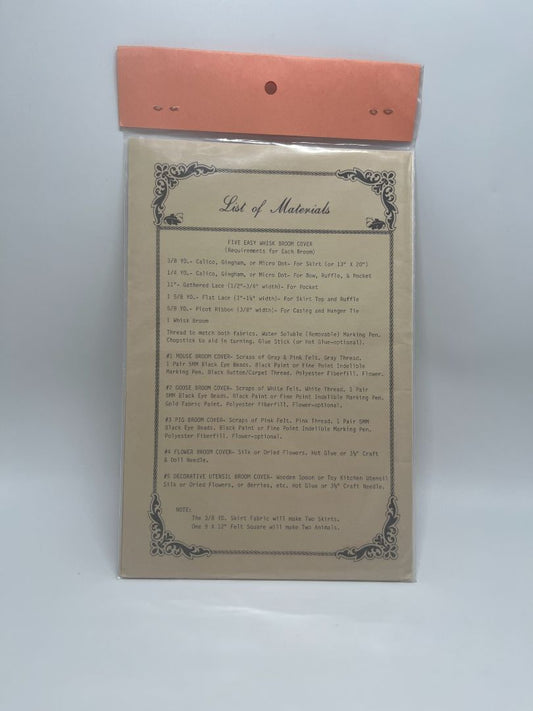 List of Materials
FIVE EASY WHISK BROOM COVER
(Requirements for Each Broom)
3/8 YD.- Calico, Gingham, or Micro Dot- For Skirt (or 13" X 20")
1/4 YD.- Calico, Gingham, or Micro Dot- For Bow, Ruffle, & Pocket
11"- Gathered Lace (1/2"-3/4" width)- For Pocket
1 5/8 YD.- Flat Lace (1"-1¼" width)- For Skirt Top and Ruffle
5/8 YD.- Picot Ribbon (3/8" width)- For Casing and Hanger Tie
1 Whisk Broom
Thread to match both fabrics. Water Soluble (Removable) Marking Pen.
Chopstick to aid in turning. Glue Stick (or Hot Glue-optional).
#1 MOUSE BROOM COVER- Scraps of Gray & Pink Felt. Gray Thread.
1 Pair 5MM Black Eye Beads. Black Paint or Fine Point Indelible
Marking Pen. Black Button/Carpet Thread. Polyester Fiberfill. Flower.
#2 GOOSE BROOM COVER- Scraps of White Felt. White Thread. 1 Pair
5MM Black Eye Beads. Black Paint or Fine Point Indelible Marking Pen.
Gold Fabric Paint. Polyester Fiberfill. Flower-optional.
#3 PIG BROOM COVER- Scraps of Pink Felt. Pink Thread. 1 Pair 5MM
Black Eye Beads. Black Paint or Fine Point Indelible Marking Pen.
Polyester Fiberfill. Flower-optional.
#4 FLOWER BROOM COVER- Silk or Dried Flowers. Hot Glue or 3½" Craft
& Doll Needle.
#5 DECORATIVE UTENSIL BROOM COVER- Wooden Spoon or Toy Kitchen Utensil
Silk or Dried Flowers, or Berries, etc. Hot Glue or 3½" Craft Needle.
NOTE:
The 3/8 YD. Skirt Fabric will make Two Skirts.
One 9 X 12" Felt Square will make Two Animals.